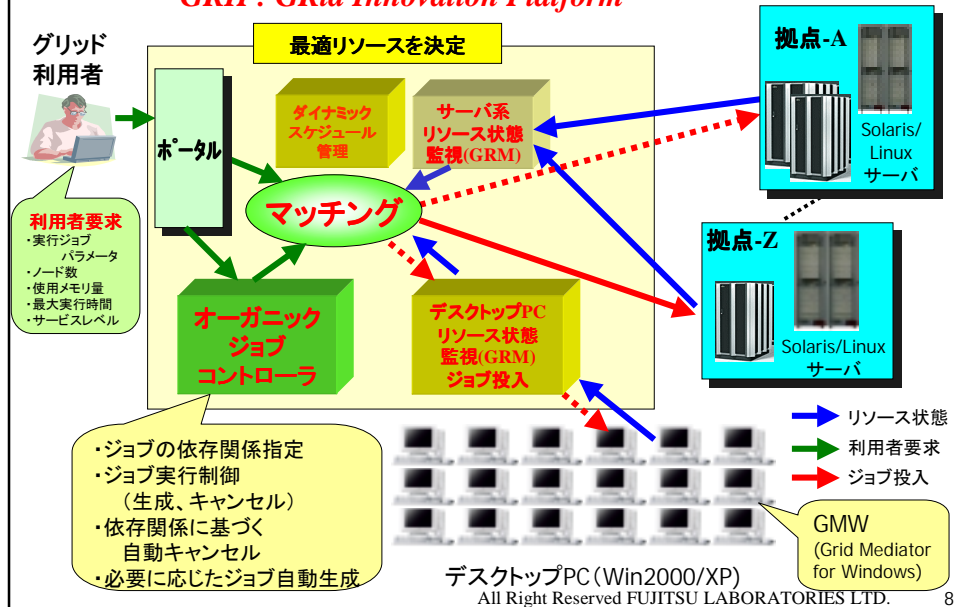 GRIP: GRid Innovation Platform
グリッド
利用者
最適リソースを決定
ポータル
ダイナミック
スケジュール
管理
サーバ系
リソース状態
監視(GRM)
マッチング
利用者要求
・実行ジョブ
パラメータ
・ノード数
・使用メモリ量
・最大実行時間
・サービスレベル
オーガニック
ジョブ
コントローラ
デスクトップPC
リソース状態
監視(GRM)
ジョブ投入
拠点-A
Solaris/
Linux
サーバ
拠点-Z
Solaris/Linux
サーバ
リソース状態
利用者要求
ジョブ投入
・ジョブの依存関係指定
・ジョブ実行制御
（生成、キャンセル）
・依存関係に基づく
自動キャンセル
・必要に応じたジョブ自動生成
GMW
(Grid Mediator
for Windows)
デスクトップPC（Win2000/XP)
All Right Reserved FUJITSU LABORATORIES LTD.
8